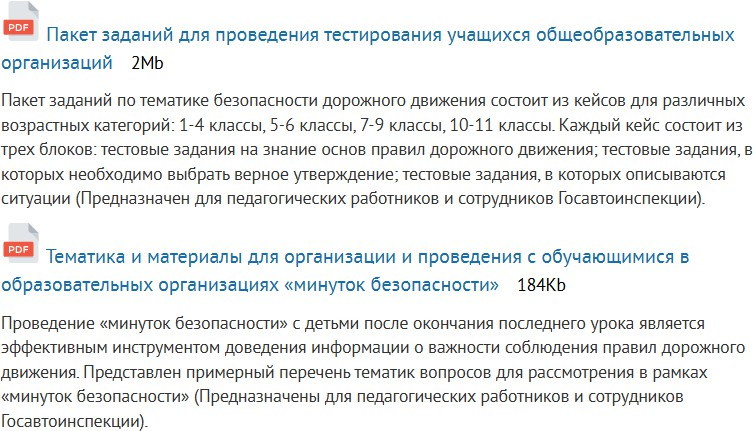 PDF Пакет заданий для проведения тестирования учащихся общеобразовательных
организаций 2Mb
Пакет заданий по тематике безопасности дорожного движения состоит из кейсов для различных
возрастных категорий: 1-4 классы, 5-6 классы, 7-9 классы, 10-11 классы. Каждый кейс состоит из
трех блоков: тестовые задания на знание основ правил дорожного движения; тестовые задания, в
которых необходимо выбрать верное утверждение; тестовые задания, в которых описываются
ситуации (Предназначен для педагогических работников и сотрудников Госавтоинспекции).
PDF Тематика и материалы для организации и проведения с обучающимися в
образовательных организациях «минуток безопасности» 184Kb
Проведение «минуток безопасности» с детьми после окончания последнего урока является
эффективным инструментом доведения информации о важности соблюдения правил дорожного
движения. Представлен примерный перечень тематик вопросов для рассмотрения в рамках
«минуток безопасности» (Предназначены для педагогических работников и сотрудников
Госавтоинспекции).